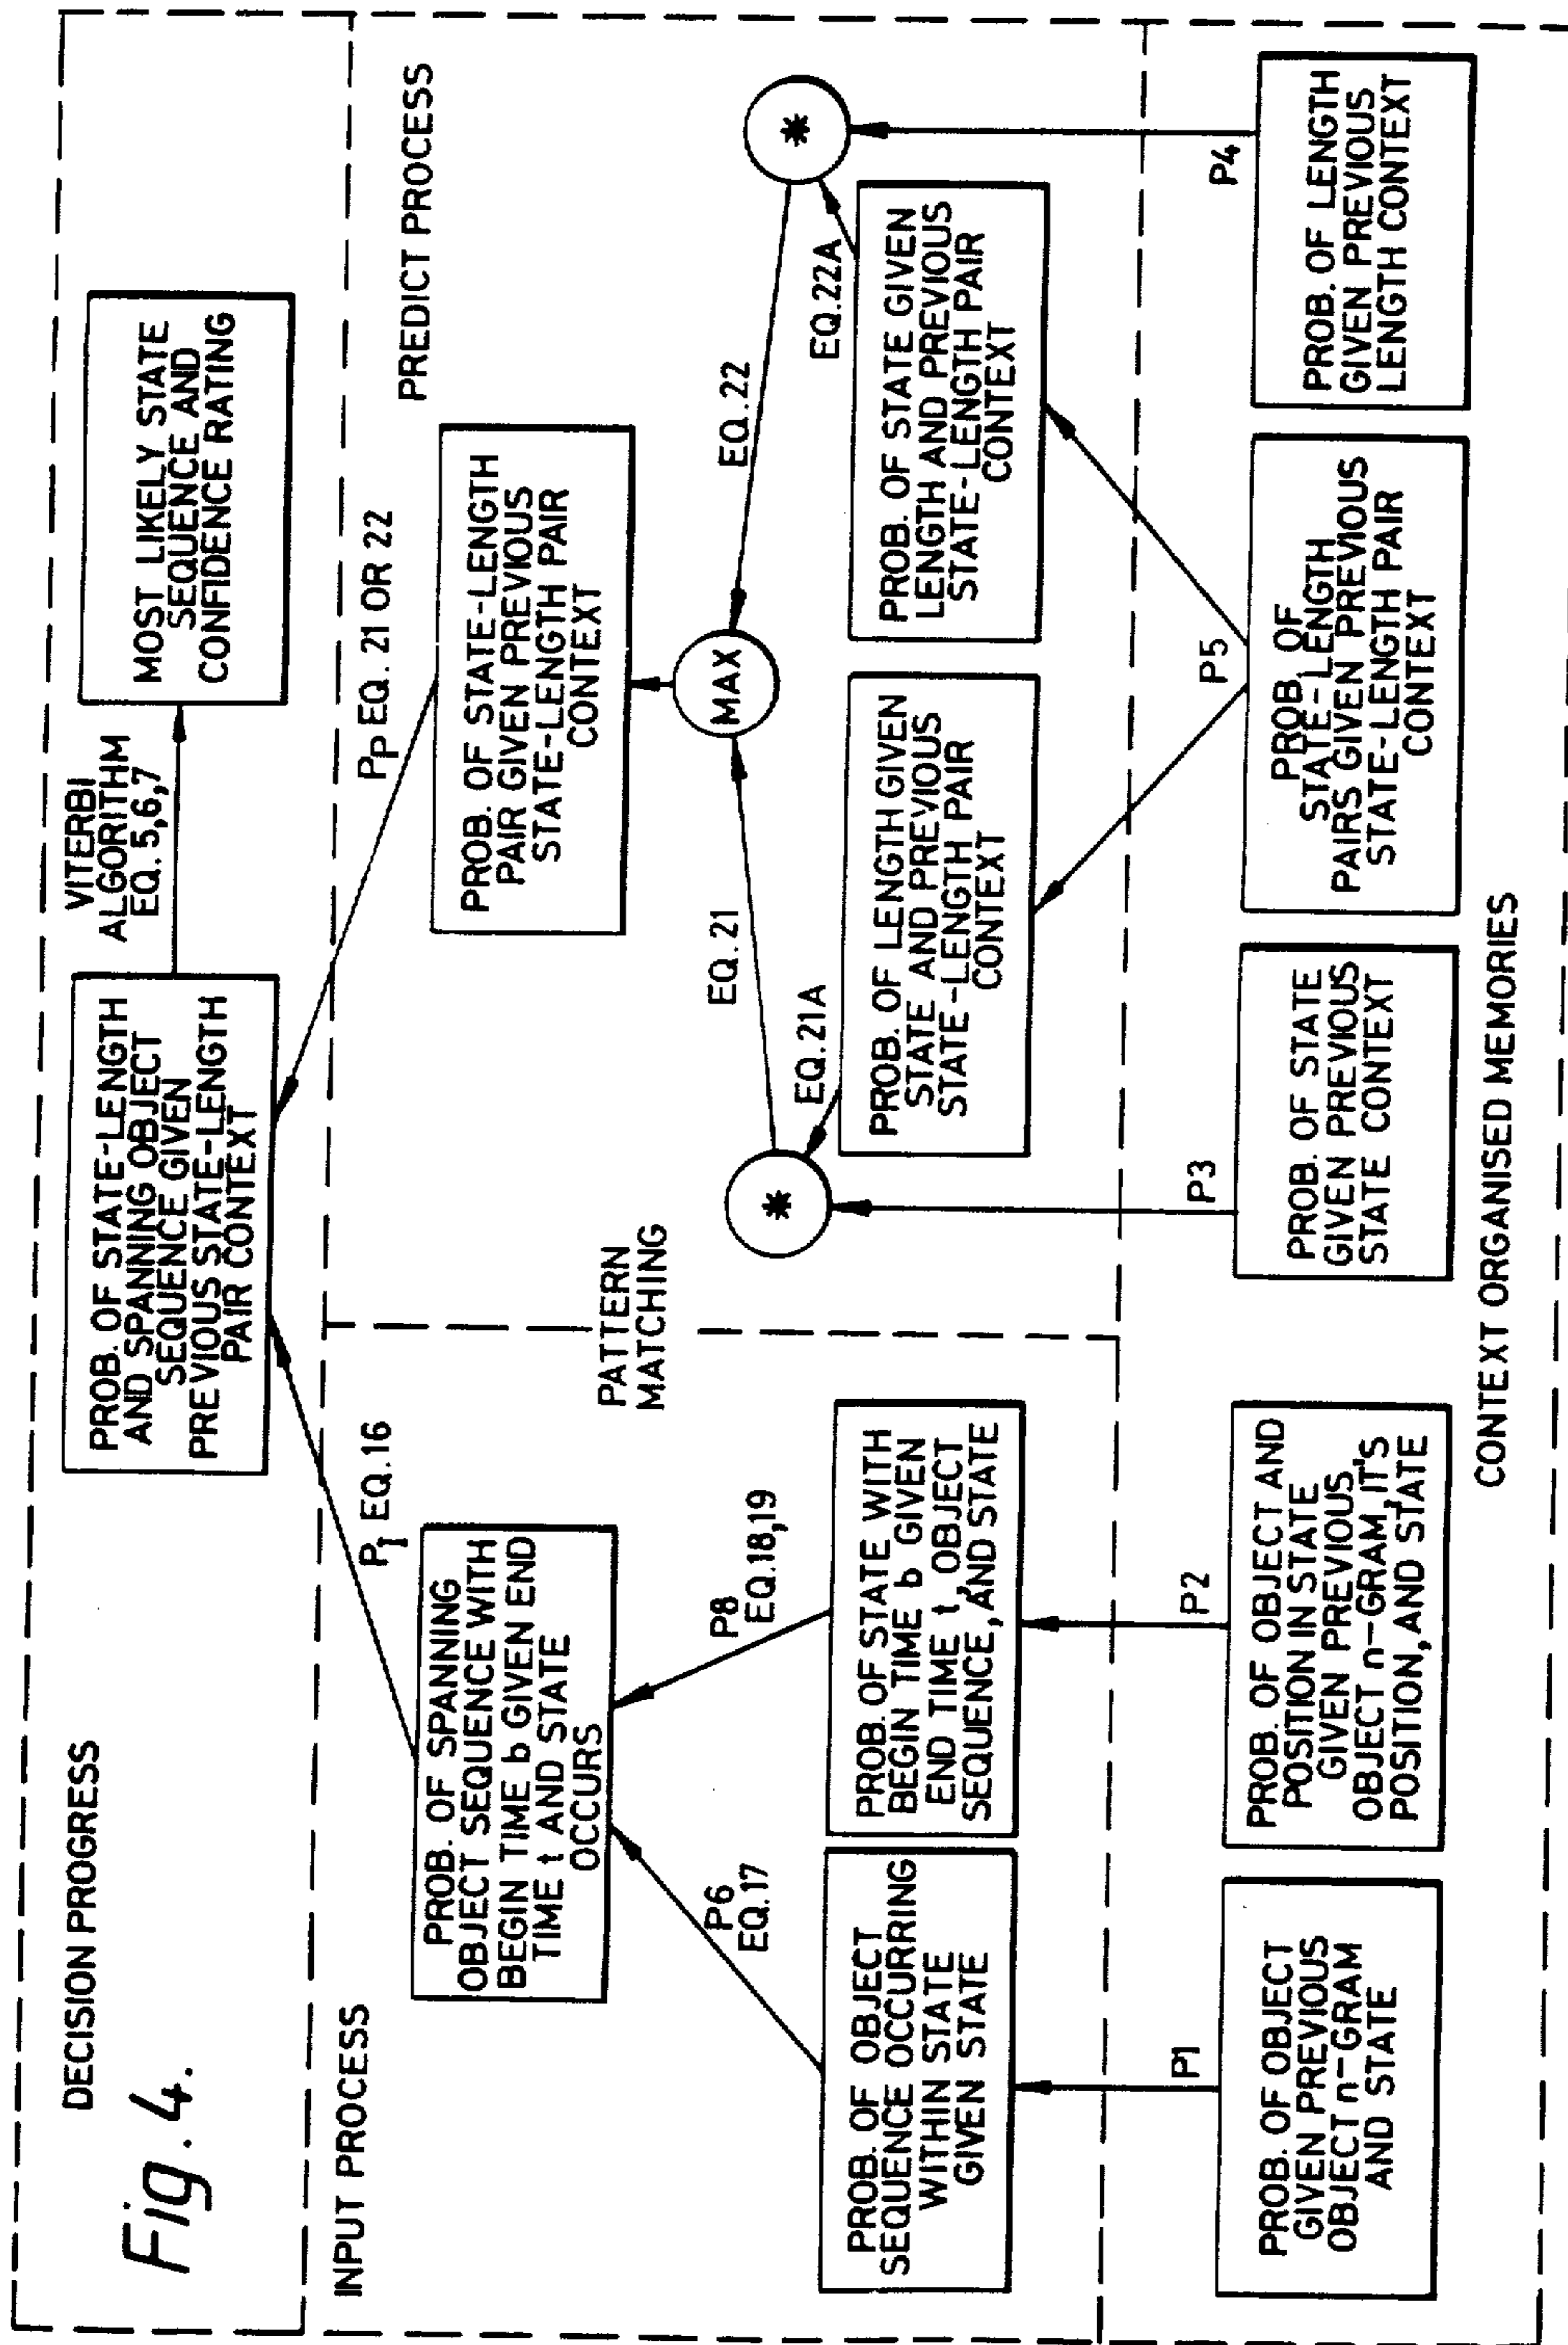 Fig. 4.
DECISION PROGRESS
PROB. OF STATE-LENGTH
AND SPANNING OBJECT
SEQUENCE GIVEN
PREVIOUS STATE-LENGTH
PAIR CONTEXT
VITERBI
ALGORITHM
EQ. 5,6,7
MOST LIKELY STATE
SEQUENCE AND
CONFIDENCE RATING
INPUT PROCESS
PI EQ.16
PP EQ. 21 OR 22
PREDICT PROCESS
PROB. OF SPANNING
OBJECT SEQUENCE WITH
BEGIN TIME b GIVEN END
TIME t AND STATE
OCCURS
PROB. OF STATE-LENGTH
PAIR GIVEN PREVIOUS
STATE-LENGTH PAIR
CONTEXT
PATTERN
MATCHING
P6
EQ.17
P8
EQ.18,19
EQ.21
MAX
EQ.22
*
EQ.21A
EQ.22A
*
PROB. OF OBJECT
SEQUENCE OCCURRING
WITHIN STATE
GIVEN STATE
PROB. OF STATE WITH
BEGIN TIME b GIVEN
END TIME t, OBJECT
SEQUENCE, AND STATE
PROB. OF LENGTH GIVEN
STATE AND PREVIOUS
STATE-LENGTH PAIR
CONTEXT
PROB. OF STATE GIVEN
LENGTH AND PREVIOUS
STATE-LENGTH PAIR
CONTEXT
P1
P2
P3
P5
P4
PROB. OF OBJECT
GIVEN PREVIOUS
OBJECT n-GRAM
AND STATE
PROB. OF OBJECT AND
POSITION IN STATE
GIVEN PREVIOUS
OBJECT n-GRAM, IT'S
POSITION, AND STATE
PROB. OF STATE
GIVEN PREVIOUS
STATE CONTEXT
PROB. OF
STATE-LENGTH
PAIRS GIVEN PREVIOUS
STATE-LENGTH PAIR
CONTEXT
PROB. OF LENGTH
GIVEN PREVIOUS
LENGTH CONTEXT
CONTEXT ORGANISED MEMORIES